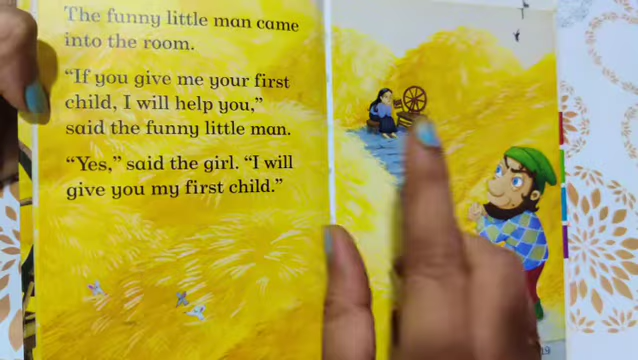 The funny little man came
into the room.
“If you give me your first
child, I will help you,”
said the funny little man.
“Yes,” said the girl. “I will
give you my first child.”
19